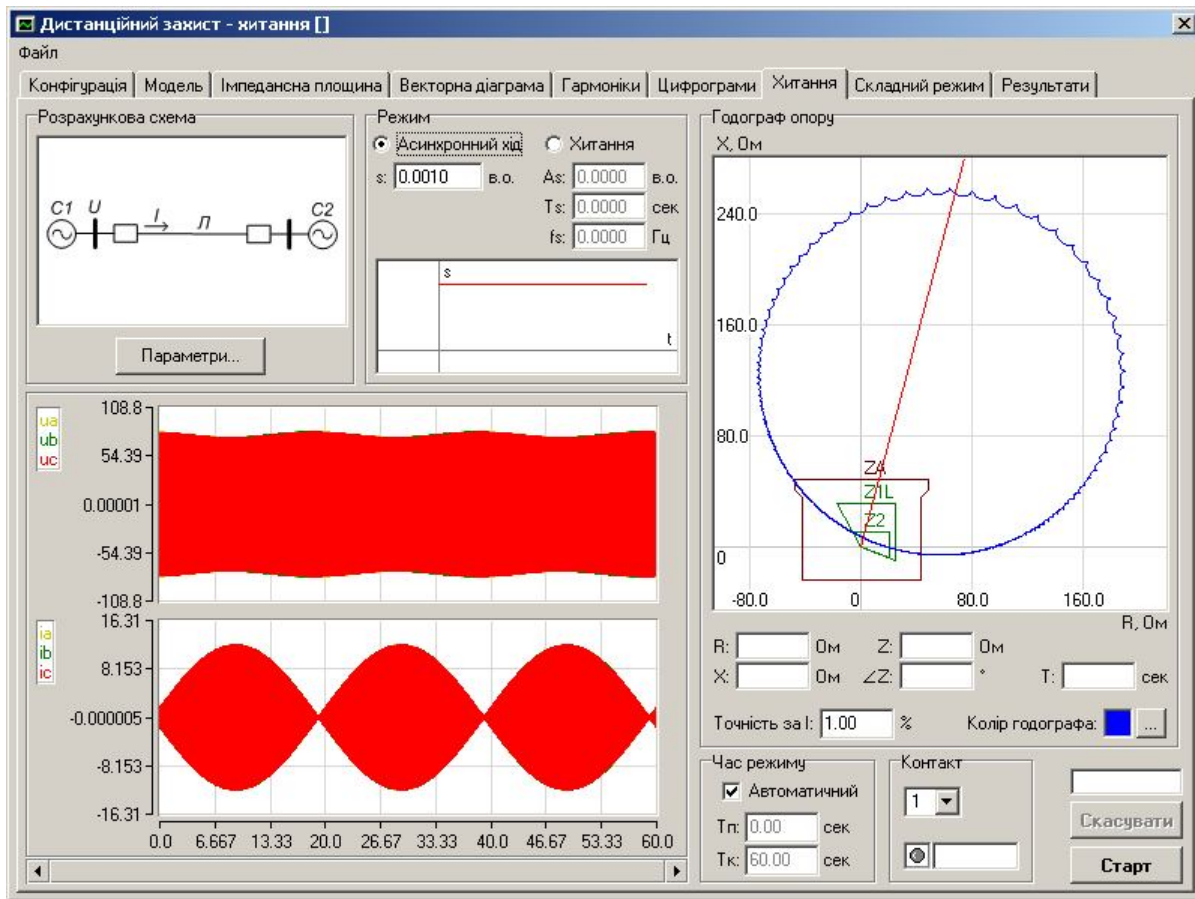 Дистанційний захист - хитання []
Файл
Конфігурація Модель Імпедансна площина Векторна діаграма Гармоніки Цифрограми Хитання Складний режим Результати
Розрахункова схема
C1 U I Л C2
Параметри...
Режим
Асинхронний хід Хитання
s: 0.0010 в.о. As: 0.0000 в.о.
Ts: 0.0000 сек
fs: 0.0000 Гц
s
t
ua
ub
uc
108.8
54.39
0.00001
-54.39
-108.8
ia
ib
ic
16.31
8.153
-0.000005
-8.153
-16.31
0.0 6.667 13.33 20.0 26.67 33.33 40.0 46.67 53.33 60.0
Годограф опору
X, Ом
240.0
160.0
80.0
0
ZA
Z1L
Z2
-80.0 0 80.0 160.0
R, Ом
R: Ом Z: Ом
X: Ом ∠Z: ° T: сек
Точність за I: 1.00 % Колір годографа: ...
Час режиму
Автоматичний
Тп: 0.00 сек
Тк: 60.00 сек
Контакт
1
Скасувати
Старт